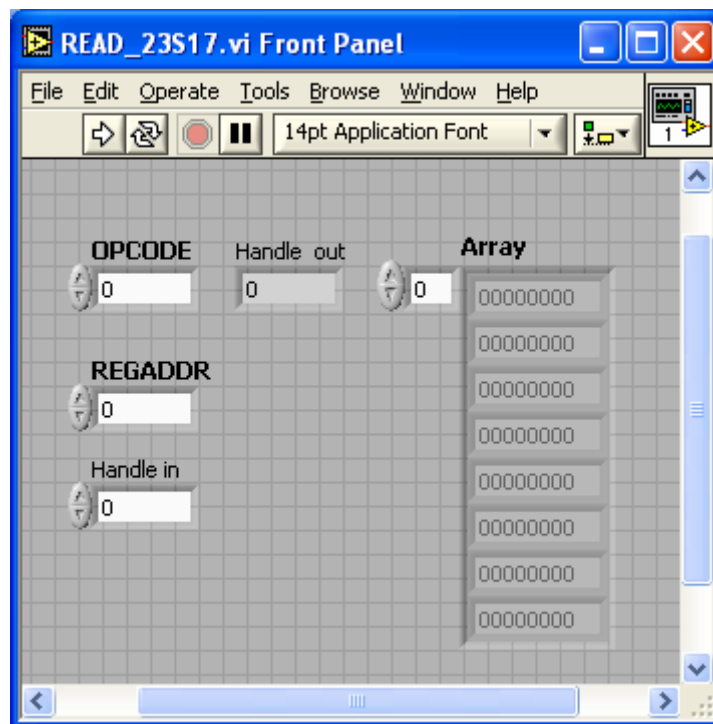 READ_23S17.vi Front Panel
File Edit Operate Tools Browse Window Help
14pt Application Font
1
OPCODE
0
Handle out
0
Array
0
00000000
00000000
00000000
00000000
00000000
00000000
00000000
00000000
REGADDR
0
Handle in
0